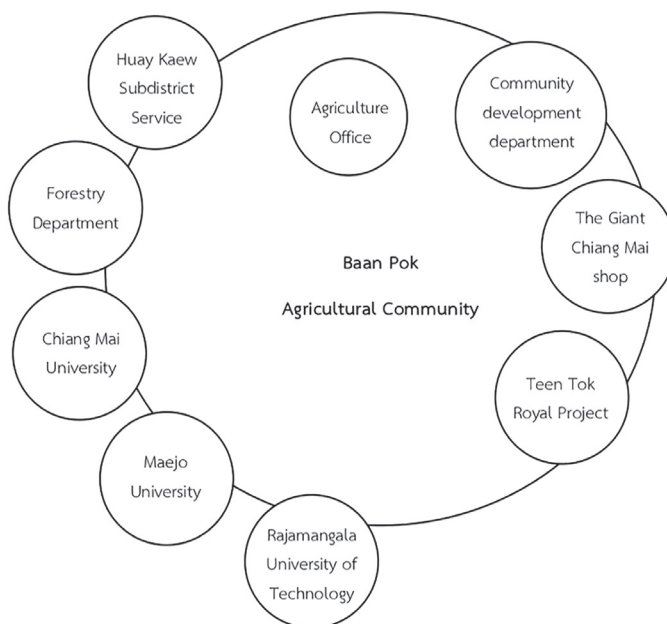 Huay Kaew
Subdistrict
Service
Agriculture
Office
Community
development
department
Forestry
Department
The Giant
Chiang Mai
shop
Baan Pok
Agricultural Community
Chiang Mai
University
Teen Tok
Royal Project
Maejo
University
Rajamangala
University of
Technology